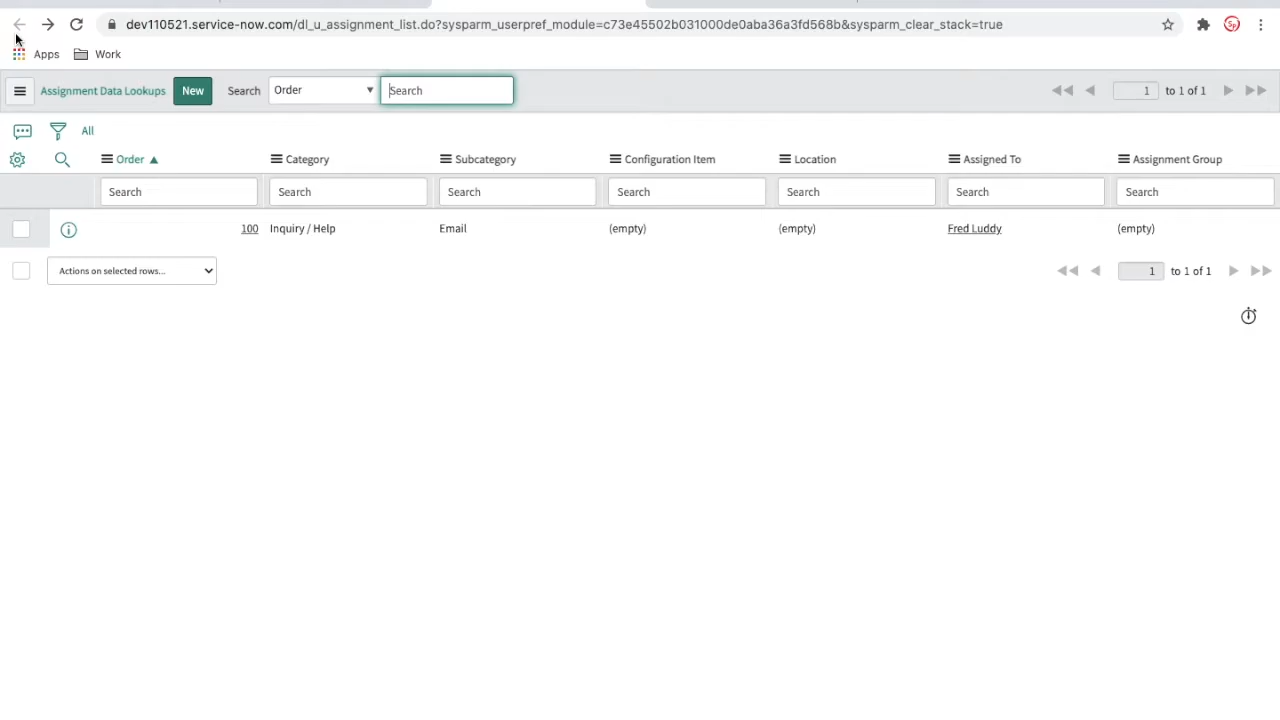 dev110521.service-now.com/dl_u_assignment_list.do?sysparm_userpref_module=c73e45502b031000de0aba36a3fd568b&sysparm_clear_stack=true
Sp
Apps Work
Assignment Data Lookups New Search Order Search 1 to 1 of 1
All
Order Category Subcategory Configuration Item Location Assigned To Assignment Group
Search Search Search Search Search Search Search
100 Inquiry / Help Email (empty) (empty) Fred Luddy (empty)
Actions on selected rows... 1 to 1 of 1